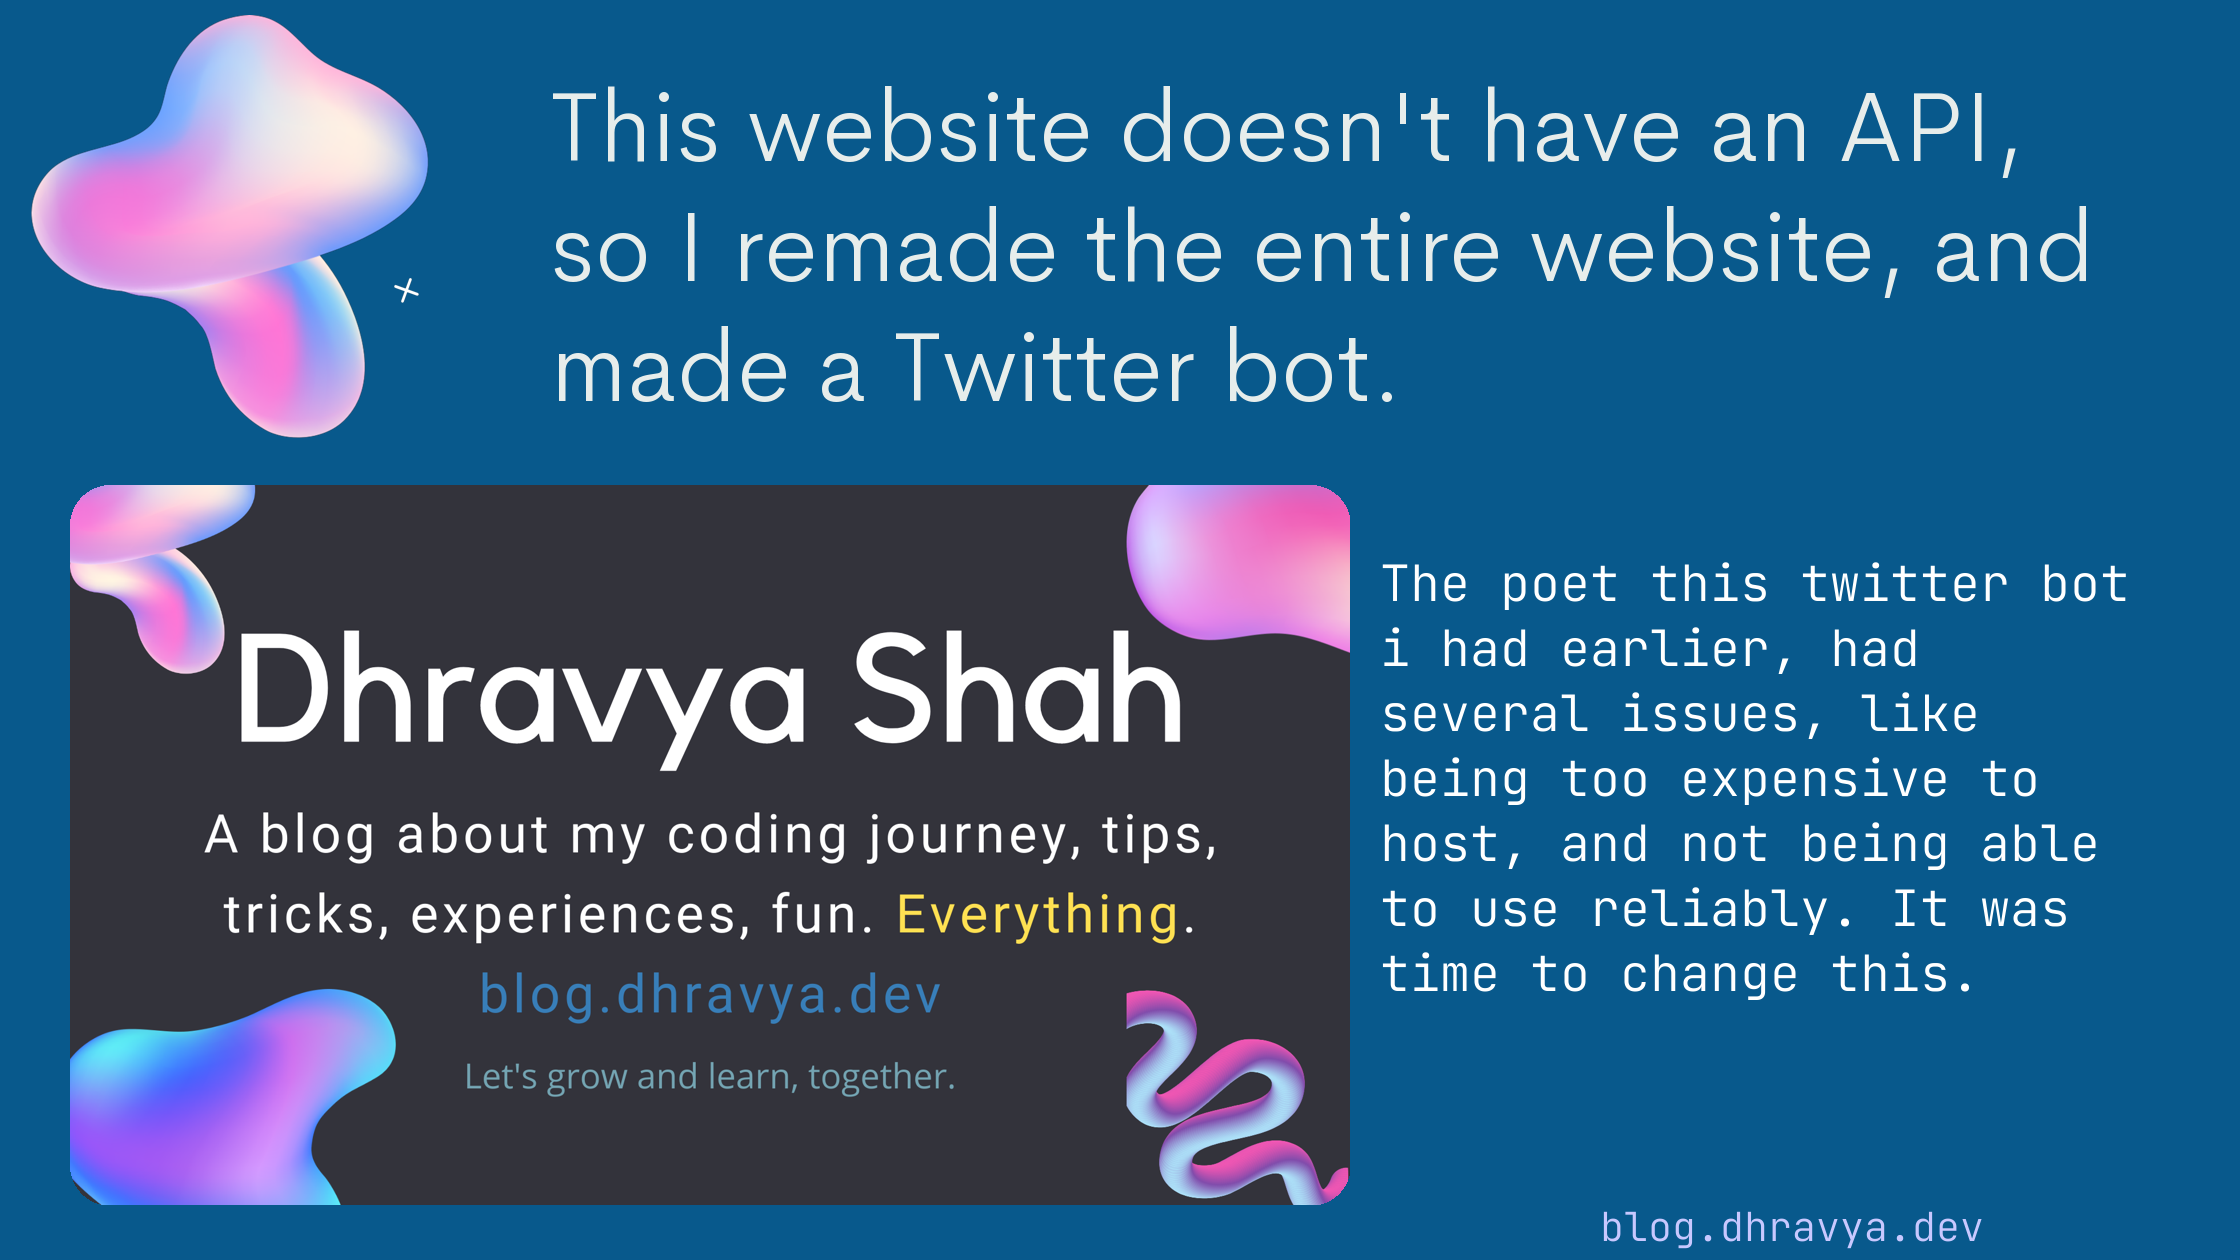 This website doesn't have an API,
so I remade the entire website, and
made a Twitter bot.
Dhravya Shah
A blog about my coding journey, tips,
tricks, experiences, fun. Everything.
blog.dhravya.dev
Let's grow and learn, together.
The poet this twitter bot
i had earlier, had
several issues, like
being too expensive to
host, and not being able
to use reliably. It was
time to change this.
blog.dhravya.dev